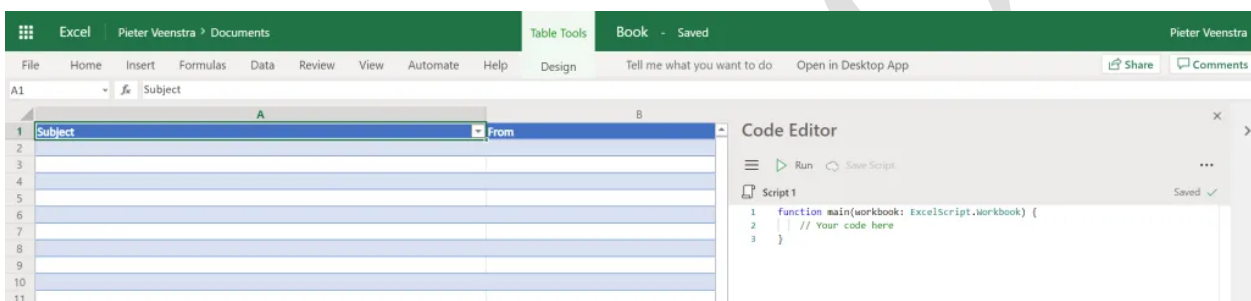 Excel Pieter Veenstra > Documents Table Tools Book - Saved Pieter Veenstra
File Home Insert Formulas Data Review View Automate Help Design Tell me what you want to do Open in Desktop App Share Comments
A1 fx Subject
A B
1 Subject From
2
3
4
5
6
7
8
9
10
11
Code Editor
Run Save Script
Script 1 Saved
1 function main(workbook: ExcelScript.Workbook) {
2 // Your code here
3 }